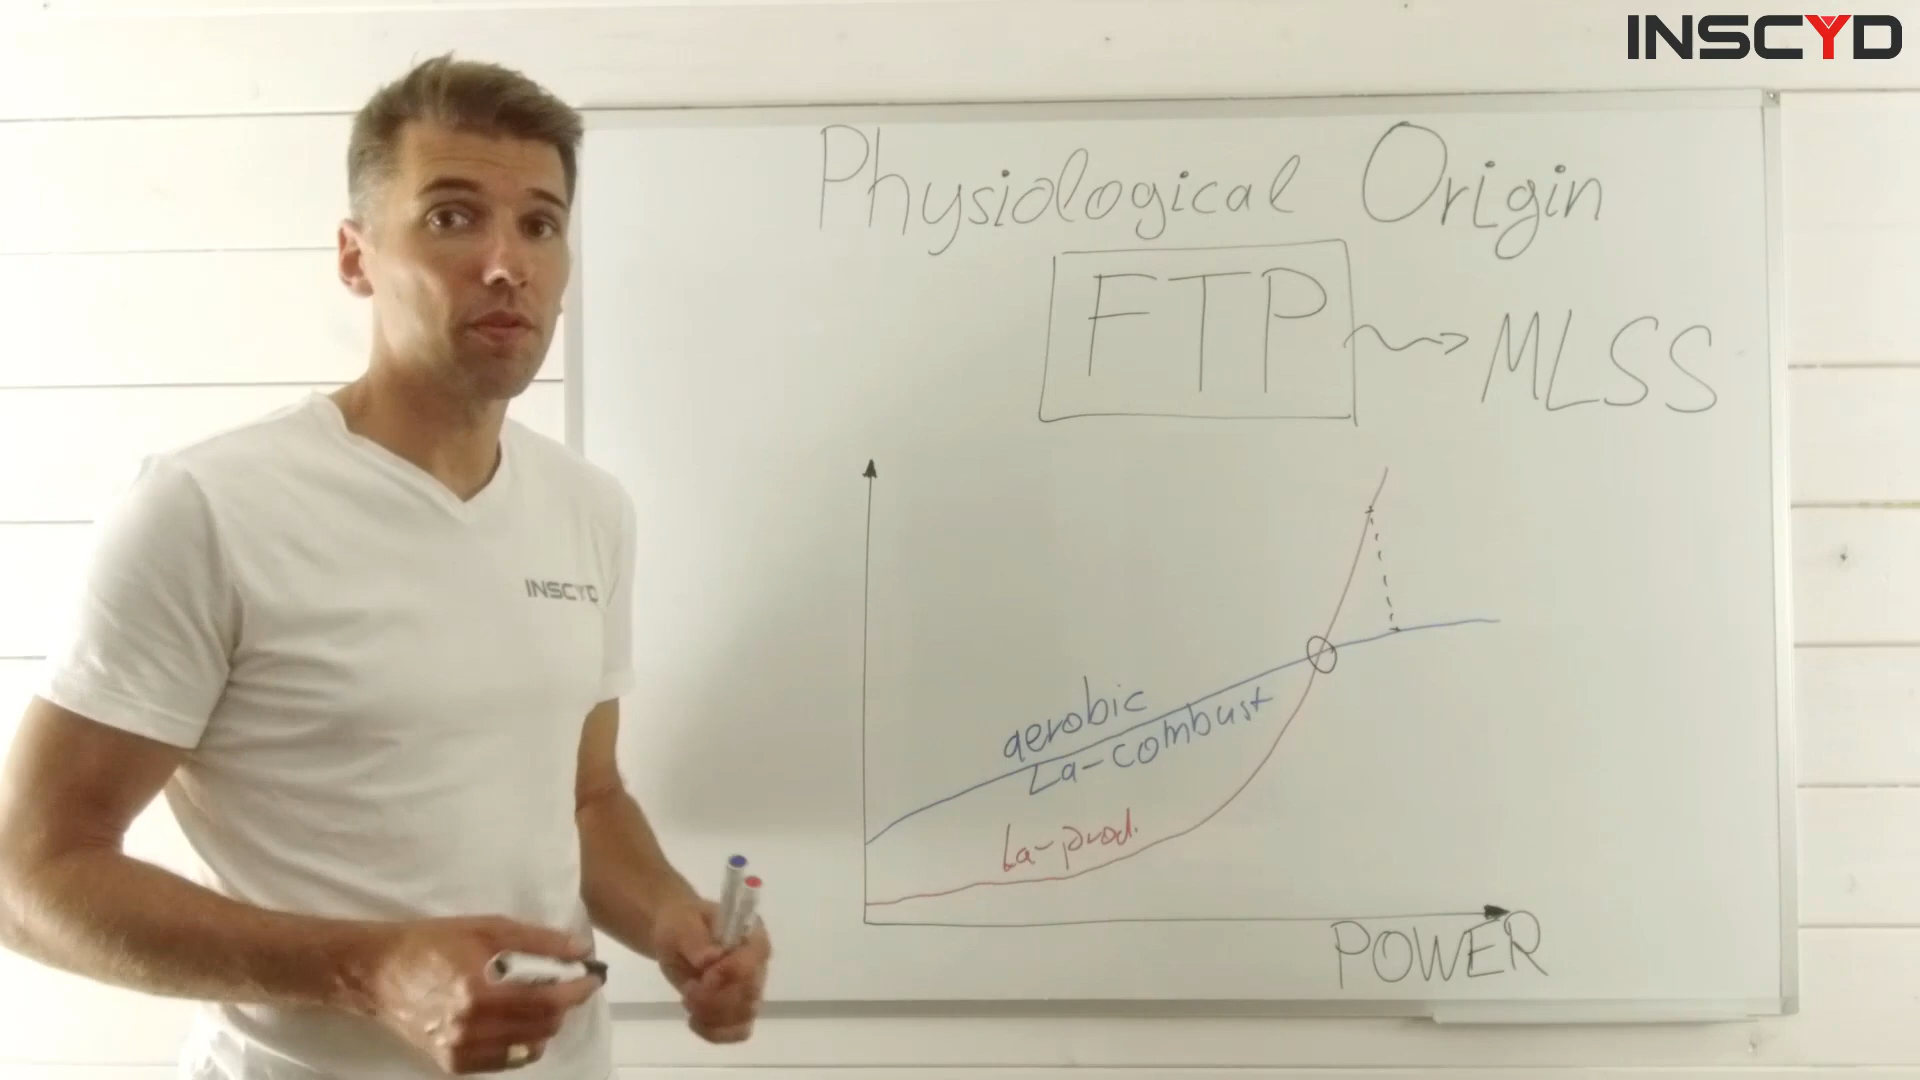 INSCYD
Physiological Origin
FTP
MLSS
INSCYD
aerobic
La-combust
La-prod.
POWER